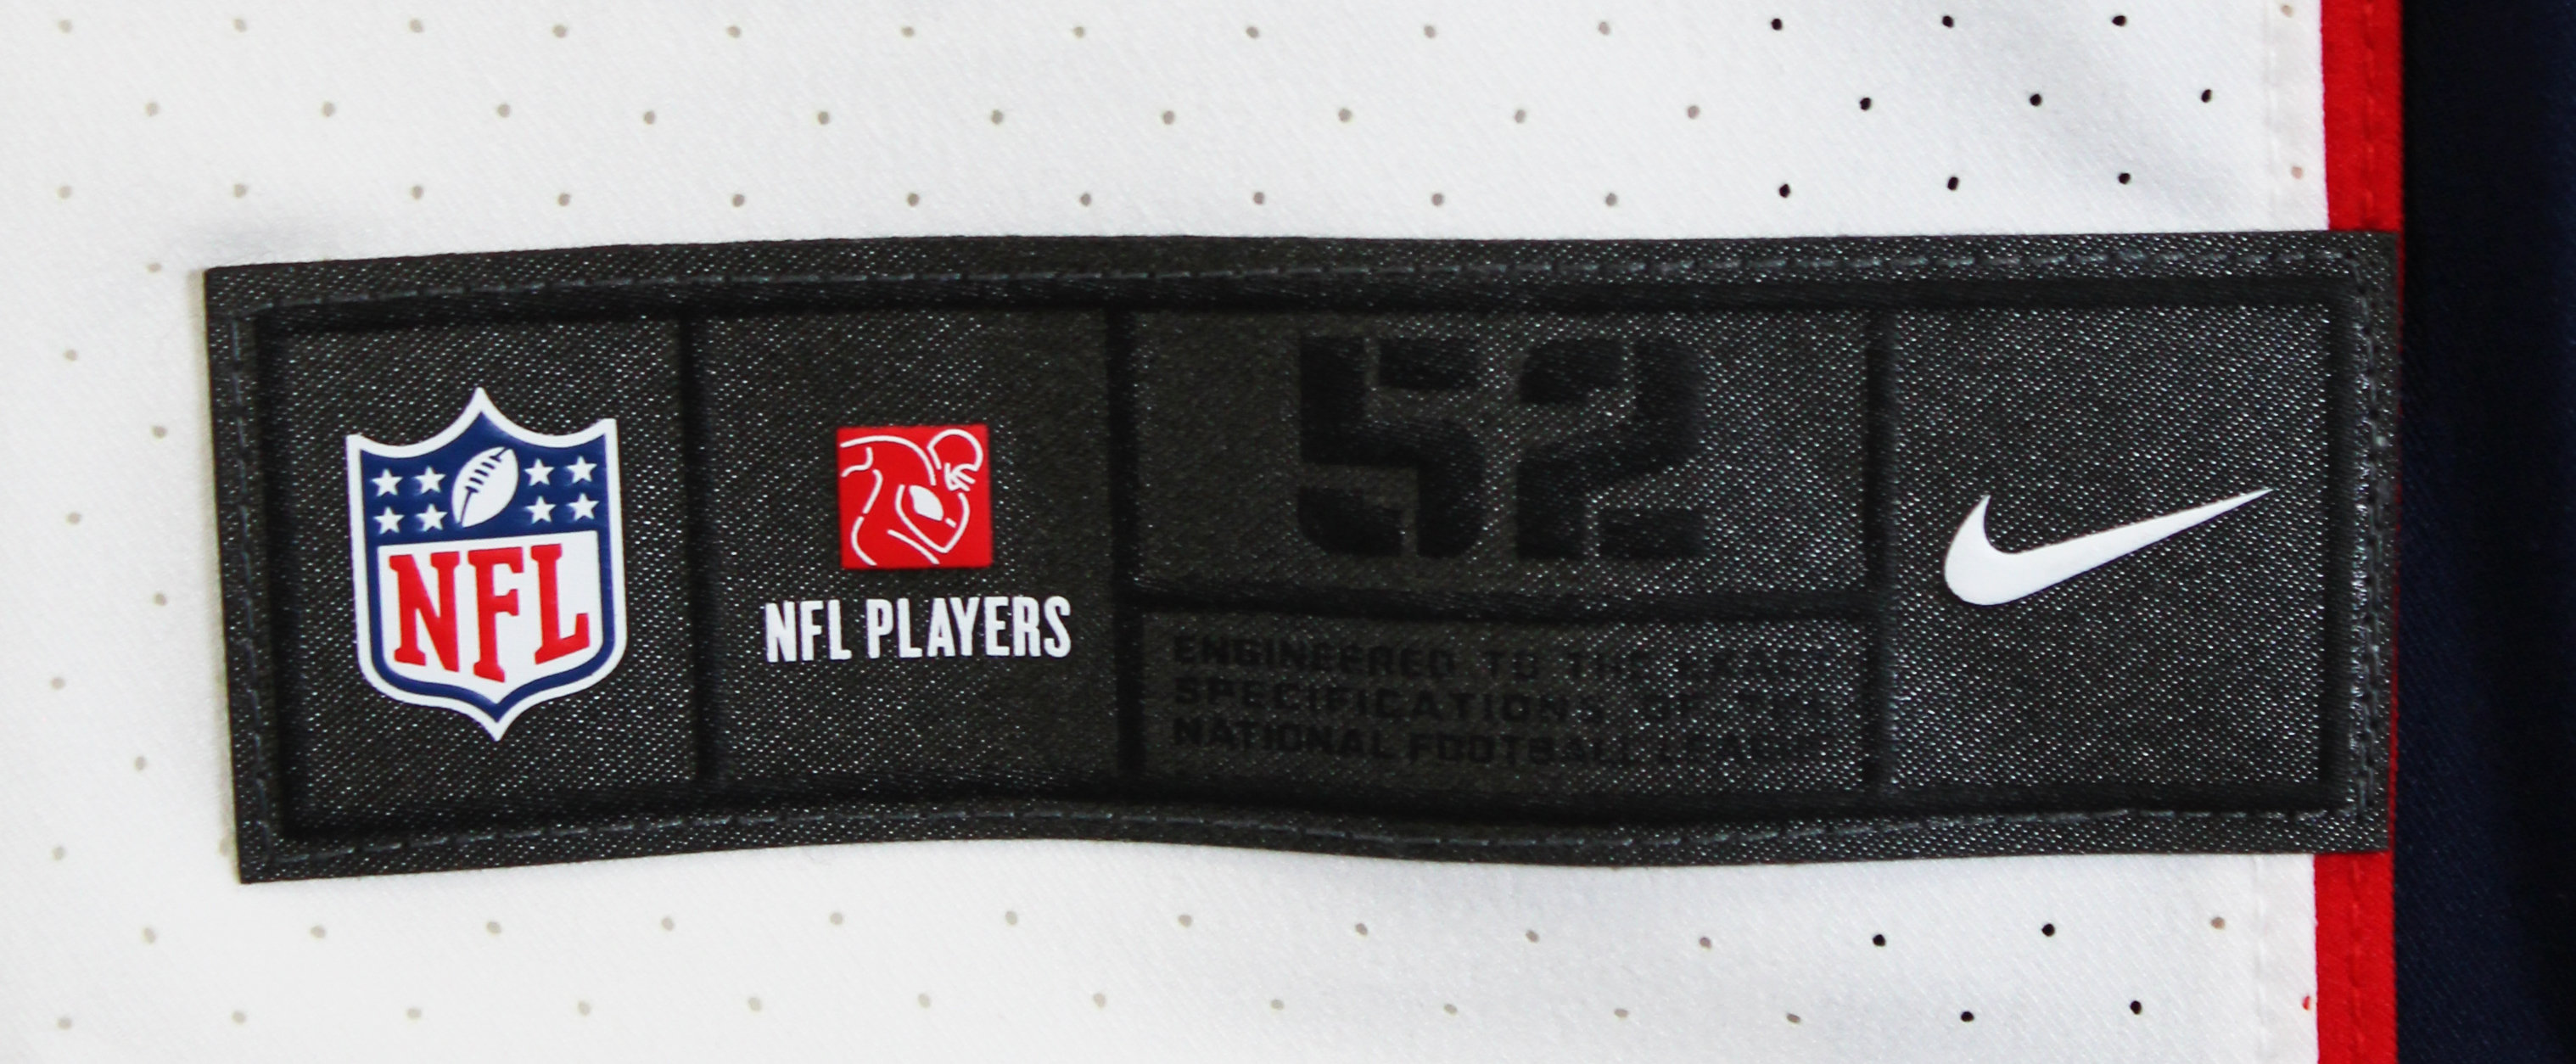 NFL
NFL PLAYERS
52
ENGINEERED TO THE EXACT
SPECIFICATIONS OF THE
NATIONAL FOOTBALL LEAGUE